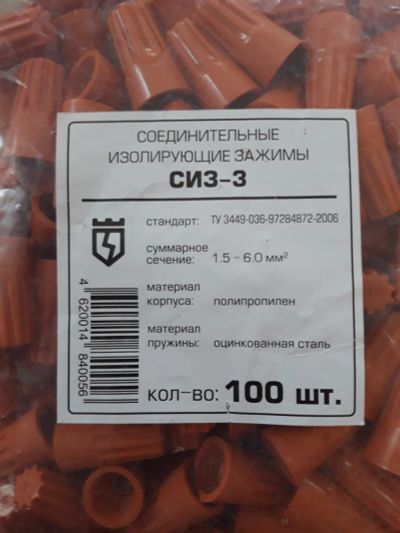 СОЕДИНИТЕЛЬНЫЕ
ИЗОЛИРУЮЩИЕ ЗАЖИМЫ
СИЗ-3
стандарт: ТУ 3449-036-97284872-2006
суммарное
сечение: 1.5 - 6.0 мм²
материал
корпуса: полипропилен
материал
пружины: оцинкованная сталь
кол-во: 100 шт.
4 620014 840056